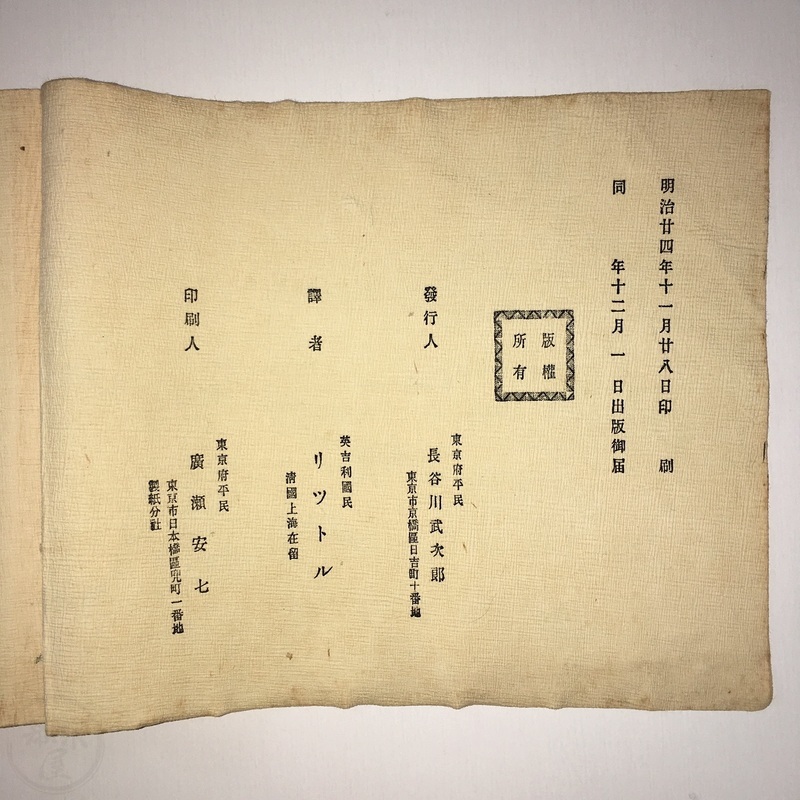 明治廿四年十一月廿八日印刷
同年十二月一日出版御届
版權
所有
發行人
東京府平民
長谷川武次郎
東京市京橋區日吉町十番地
譯者
英吉利國民
リツトル
清國上海在留
印刷人
東京府平民
廣瀬安七
東京市日本橋區兜町一番地
製紙分社